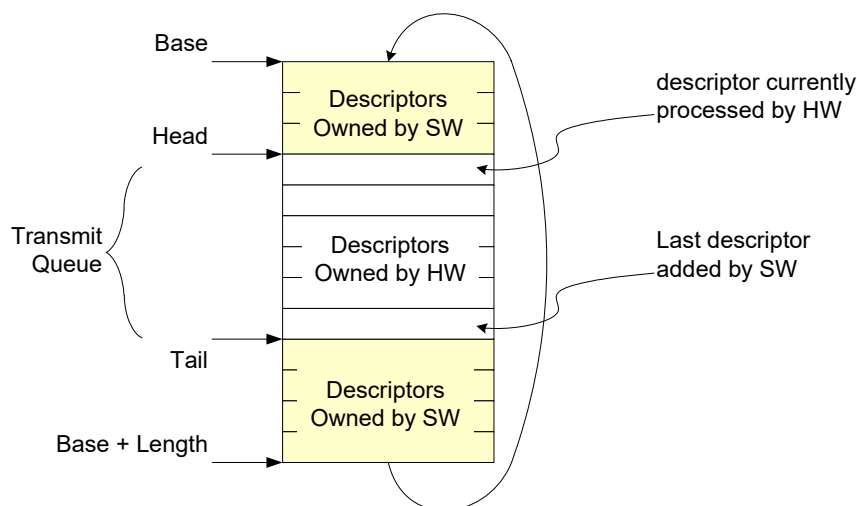 Base
Descriptors
Owned by SW
descriptor currently
processed by HW
Head
Transmit
Queue
Descriptors
Owned by HW
Last descriptor
added by SW
Tail
Descriptors
Owned by SW
Base + Length